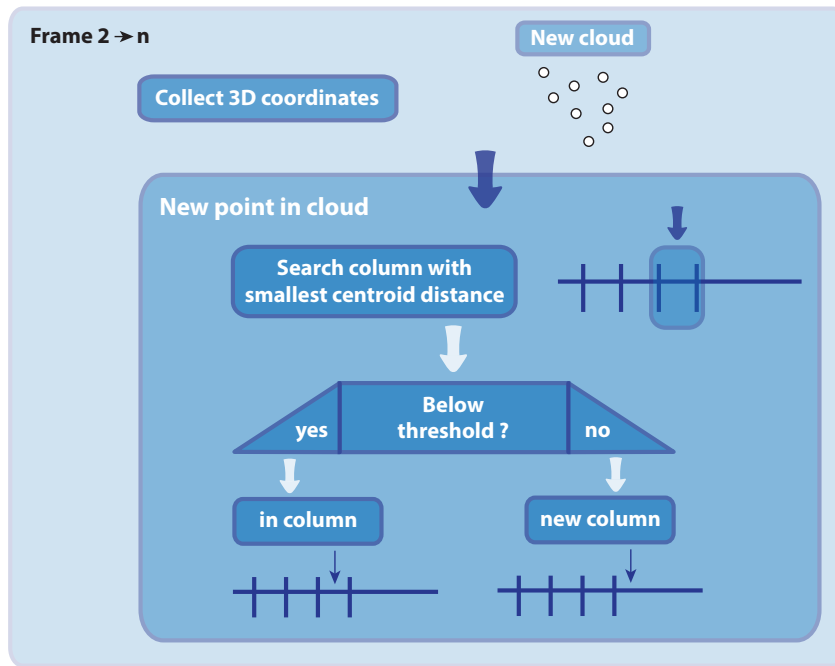 Frame 2 → n
New cloud
Collect 3D coordinates
New point in cloud
Search column with
smallest centroid distance
Below
threshold ?
yes
no
in column
new column